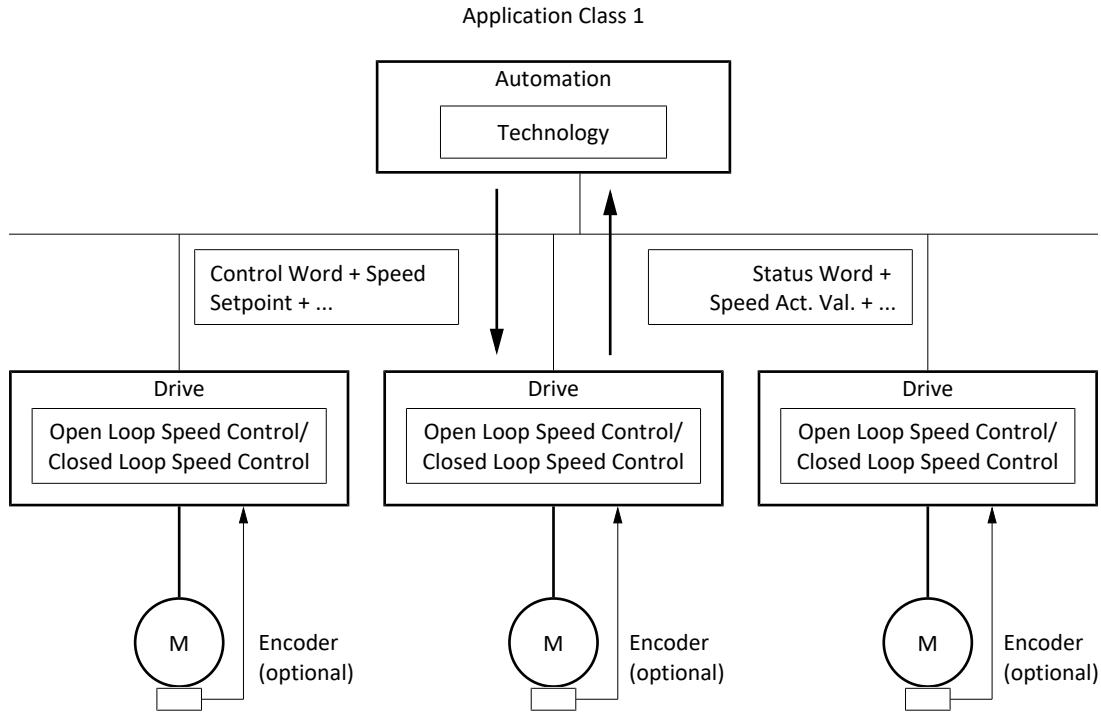 Application Class 1
Automation
Technology
Control Word + Speed
Setpoint + ...
Status Word +
Speed Act. Val. + ...
Drive
Open Loop Speed Control/
Closed Loop Speed Control
Drive
Open Loop Speed Control/
Closed Loop Speed Control
Drive
Open Loop Speed Control/
Closed Loop Speed Control
M
Encoder
(optional)
M
Encoder
(optional)
M
Encoder
(optional)